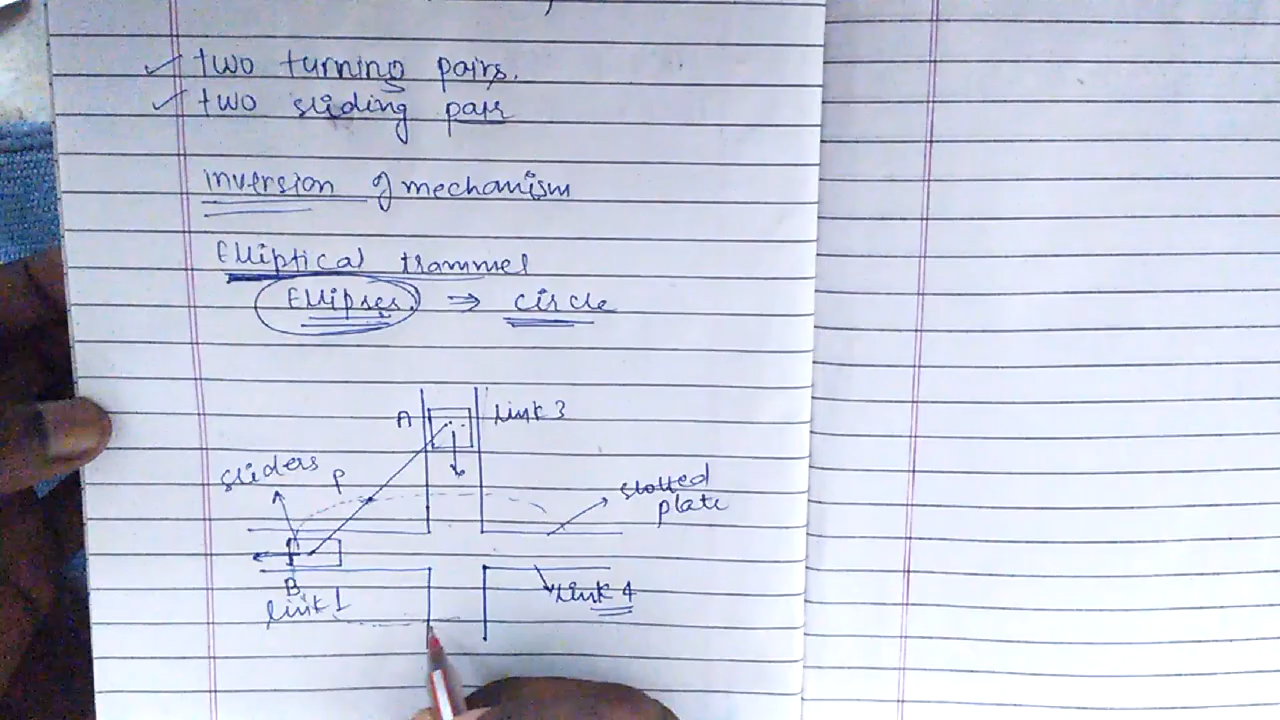 two turning pairs.
two sliding pair
inversion of mechanism
Elliptical trammel
Ellipses. ⇒ circle
A Link 3
sliders P
slotted
plate
B
link 1
Link 4